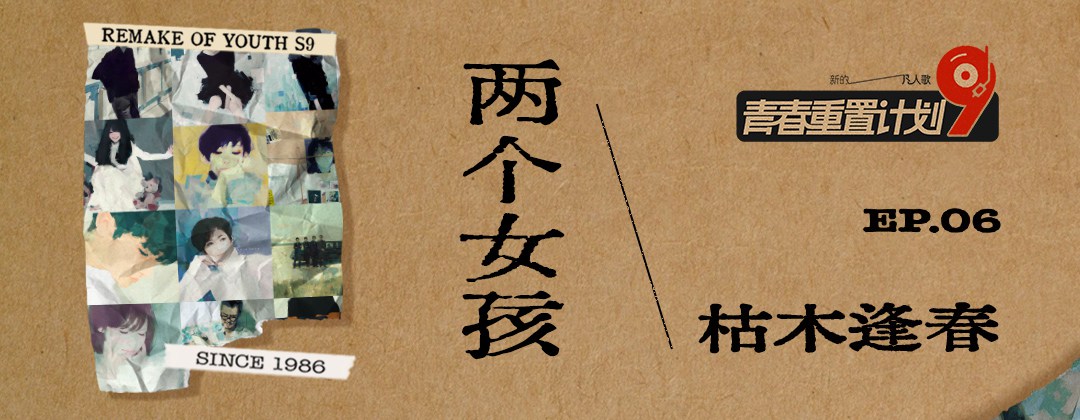 REMAKE OF YOUTH S9
SINCE 1986
两个女孩
新的 凡人歌
青春重置计划9
EP.06
枯木逢春